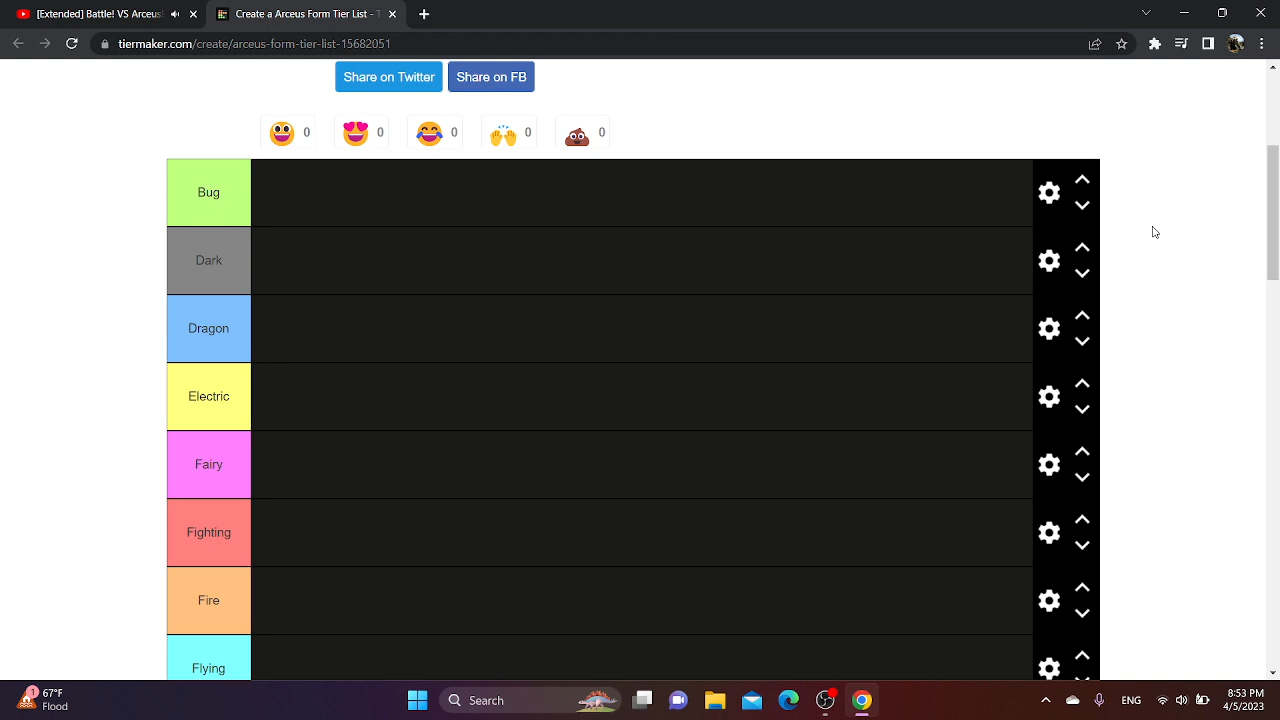 [Extended] Battle! VS Arceus
Create a Arceus Form Tier List - T
tiermaker.com/create/arceus-form-tier-list-15682051
Share on Twitter
Share on FB
0
0
0
0
0
Bug
Dark
Dragon
Electric
Fairy
Fighting
Fire
Flying
1
67°F
Flood
Search
ENG
8:53 PM
4/5/2023